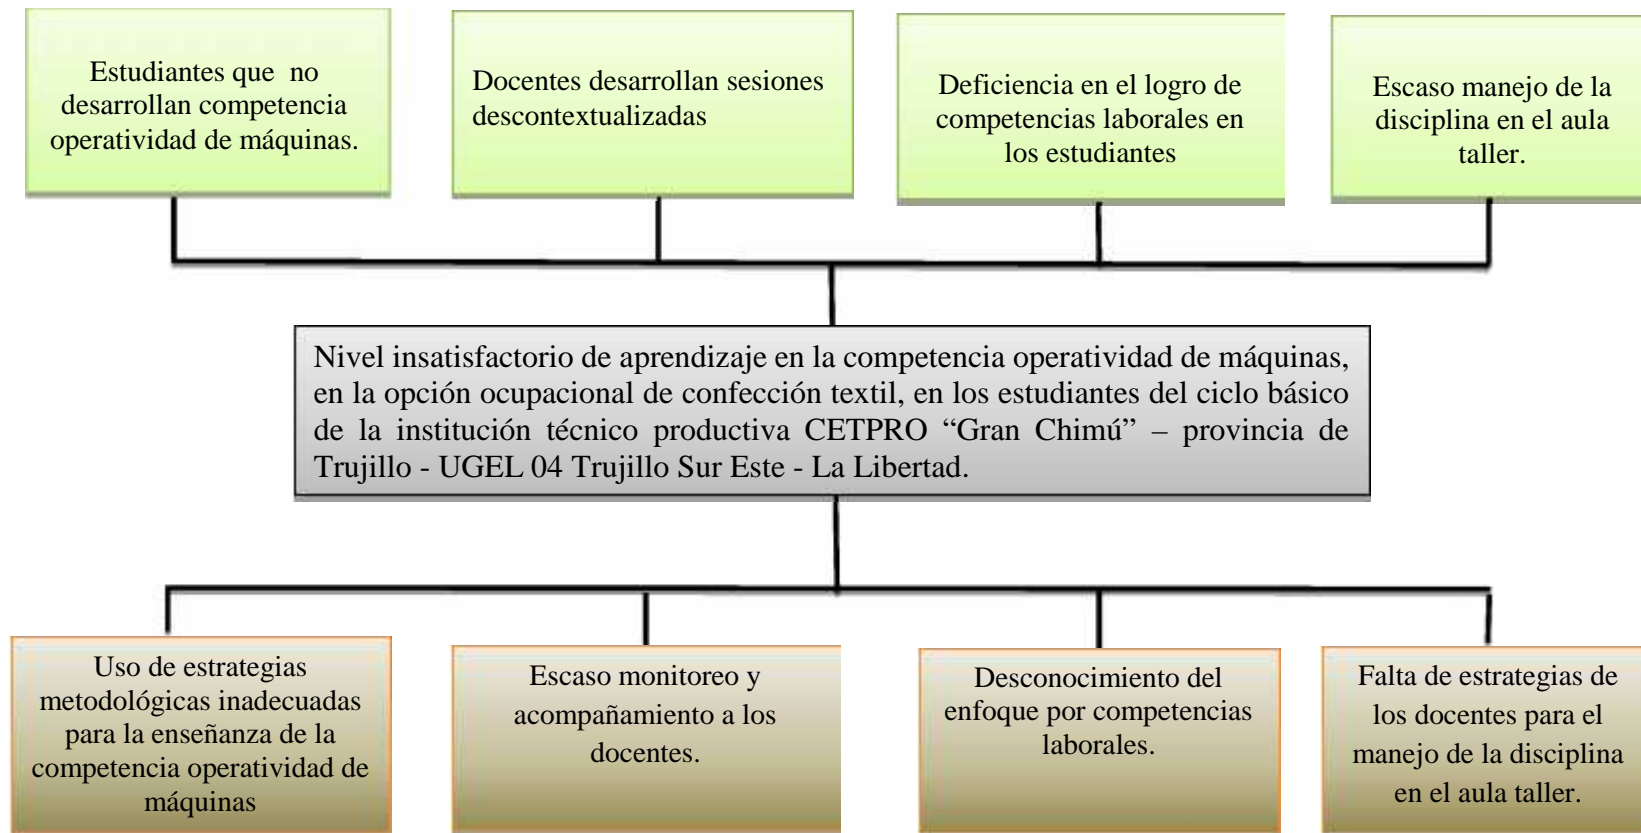 Estudiantes que no
desarrollan competencia
operatividad de máquinas.
Docentes desarrollan sesiones
descontextualizadas
Deficiencia en el logro de
competencias laborales en
los estudiantes
Escaso manejo de la
disciplina en el aula
taller.
Nivel insatisfactorio de aprendizaje en la competencia operatividad de máquinas,
en la opción ocupacional de confección textil, en los estudiantes del ciclo básico
de la institución técnico productiva CETPRO “Gran Chimú” – provincia de
Trujillo - UGEL 04 Trujillo Sur Este - La Libertad.
Uso de estrategias
metodológicas inadecuadas
para la enseñanza de la
competencia operatividad de
máquinas
Escaso monitoreo y
acompañamiento a los
docentes.
Desconocimiento del
enfoque por competencias
laborales.
Falta de estrategias de
los docentes para el
manejo de la disciplina
en el aula taller.